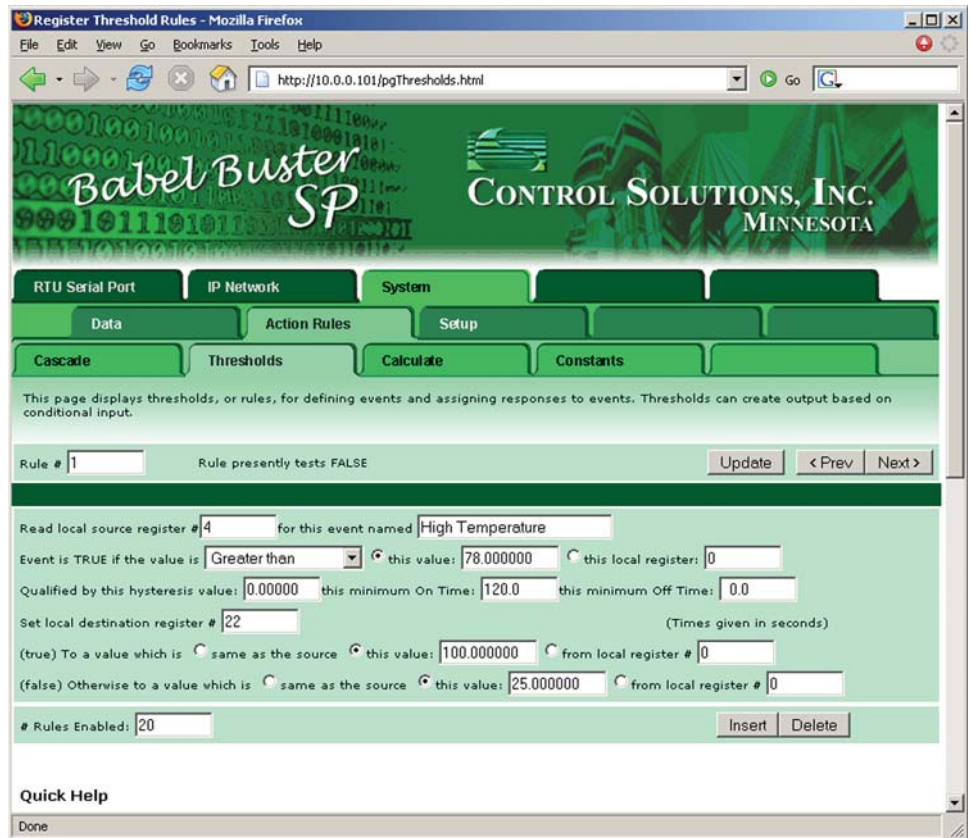 Register Threshold Rules - Mozilla Firefox
File Edit View Go Bookmarks Tools Help
http://10.0.0.101/pgThresholds.html Go G
Babel Buster
SP
CONTROL SOLUTIONS, INC.
MINNESOTA
RTU Serial Port IP Network System
Data Action Rules Setup
Cascade Thresholds Calculate Constants
This page displays thresholds, or rules, for defining events and assigning responses to events. Thresholds can create output based on
conditional input.
Rule # 1 Rule presently tests FALSE Update < Prev Next >
Read local source register # 4 for this event named High Temperature
Event is TRUE if the value is Greater than this value: 78.000000 this local register: 0
Qualified by this hysteresis value: 0.00000 this minimum On Time: 120.0 this minimum Off Time: 0.0
Set local destination register # 22 (Times given in seconds)
(true) To a value which is same as the source this value: 100.000000 from local register # 0
(false) Otherwise to a value which is same as the source this value: 25.000000 from local register # 0
# Rules Enabled: 20 Insert Delete
Quick Help
Done